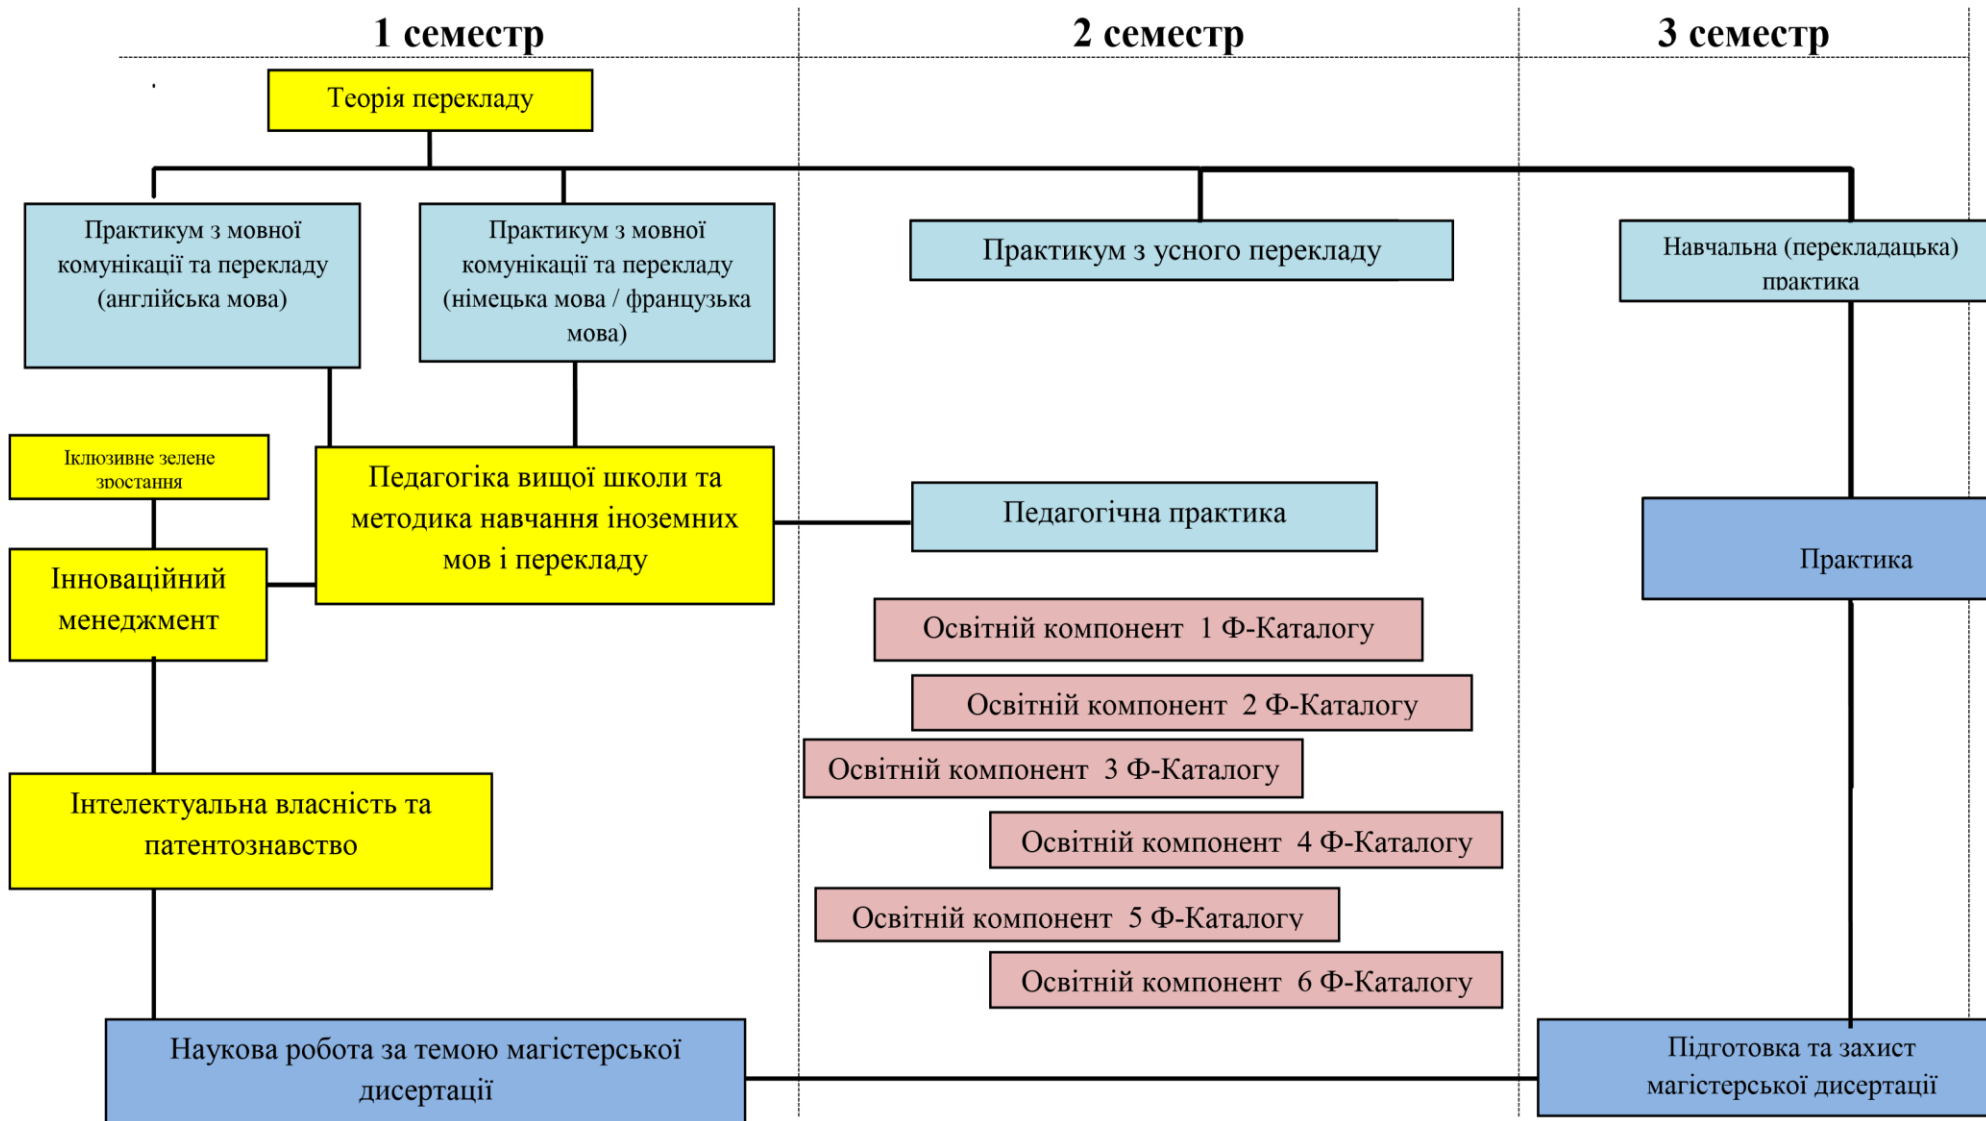 1 семестр
2 семестр
3 семестр
Теорія перекладу
Практикум з мовної
комунікації та перекладу
(англійська мова)
Практикум з мовної
комунікації та перекладу
(німецька мова / французька
мова)
Практикум з усного перекладу
Навчальна (перекладацька)
практика
Іклюзивне зелене
зростання
Педагогіка вищої школи та
методика навчання іноземних
мов і перекладу
Педагогічна практика
Практика
Інноваційний
менеджмент
Освітній компонент 1 Ф-Каталогу
Освітній компонент 2 Ф-Каталогу
Освітній компонент 3 Ф-Каталогу
Інтелектуальна власність та
патентознавство
Освітній компонент 4 Ф-Каталогу
Освітній компонент 5 Ф-Каталогу
Освітній компонент 6 Ф-Каталогу
Наукова робота за темою магістерської
дисертації
Підготовка та захист
магістерської дисертації